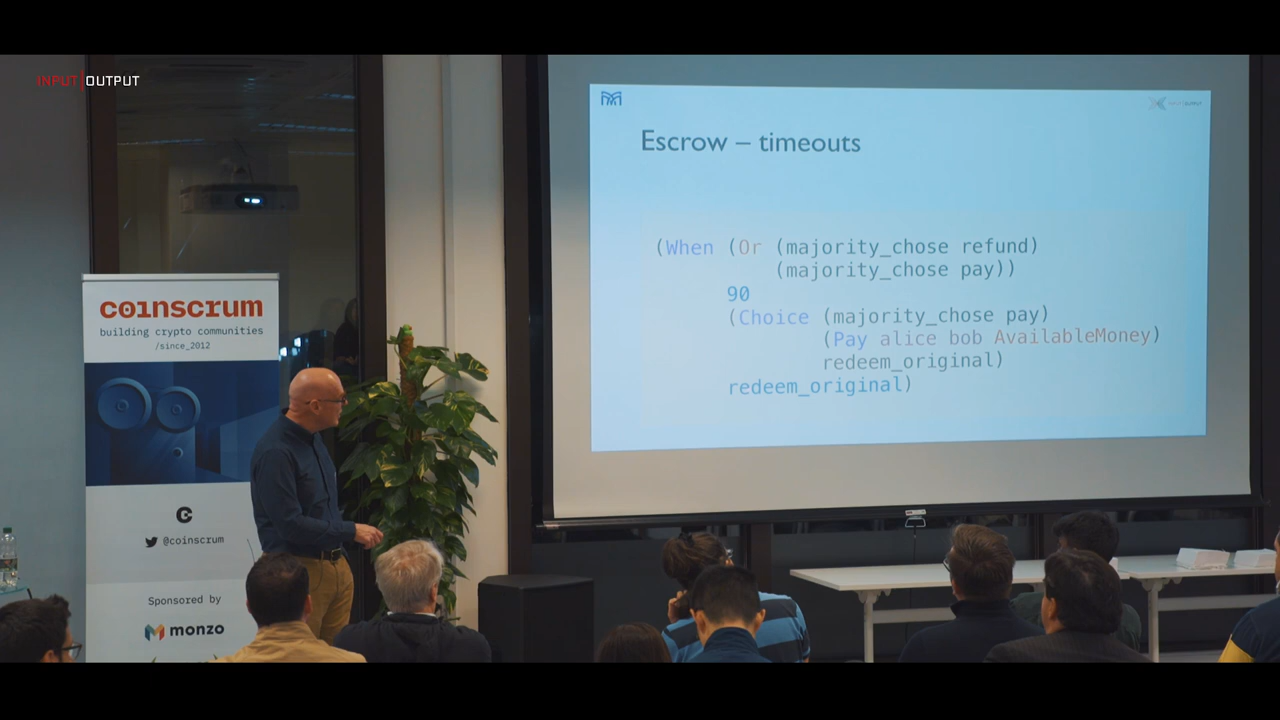 INPUT|OUTPUT
Escrow – timeouts
(When (Or (majority_chose refund)
(majority_chose pay))
90
(Choice (majority_chose pay)
(Pay alice bob AvailableMoney)
redeem_original)
redeem_original)
coinscrum
building crypto communities
/since_2012
@coinscrum
Sponsored by
monzo